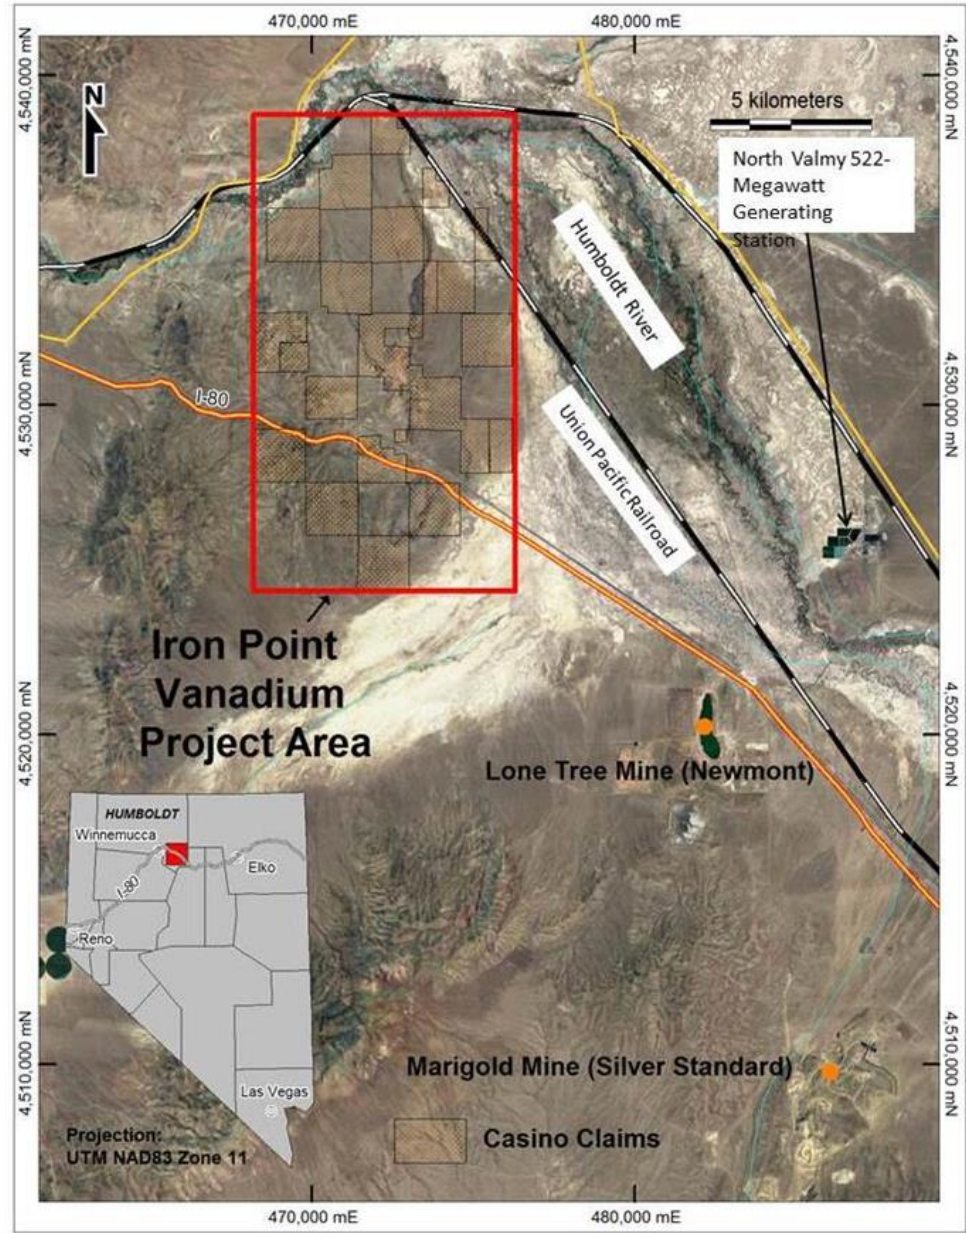 470,000 mE
480,000 mE
4,540,000 mN
4,540,000 mN
N
5 kilometers
North Valmy 522-
Megawatt
Generating
Station
Humboldt River
I-80
Union Pacific Railroad
4,530,000 mN
4,530,000 mN
Iron Point
Vanadium
Project Area
4,520,000 mN
4,520,000 mN
Lone Tree Mine (Newmont)
HUMBOLDT
Winnemucca
Elko
I-80
Reno
Las Vegas
4,510,000 mN
4,510,000 mN
Marigold Mine (Silver Standard)
Casino Claims
Projection:
UTM NAD83 Zone 11
470,000 mE
480,000 mE